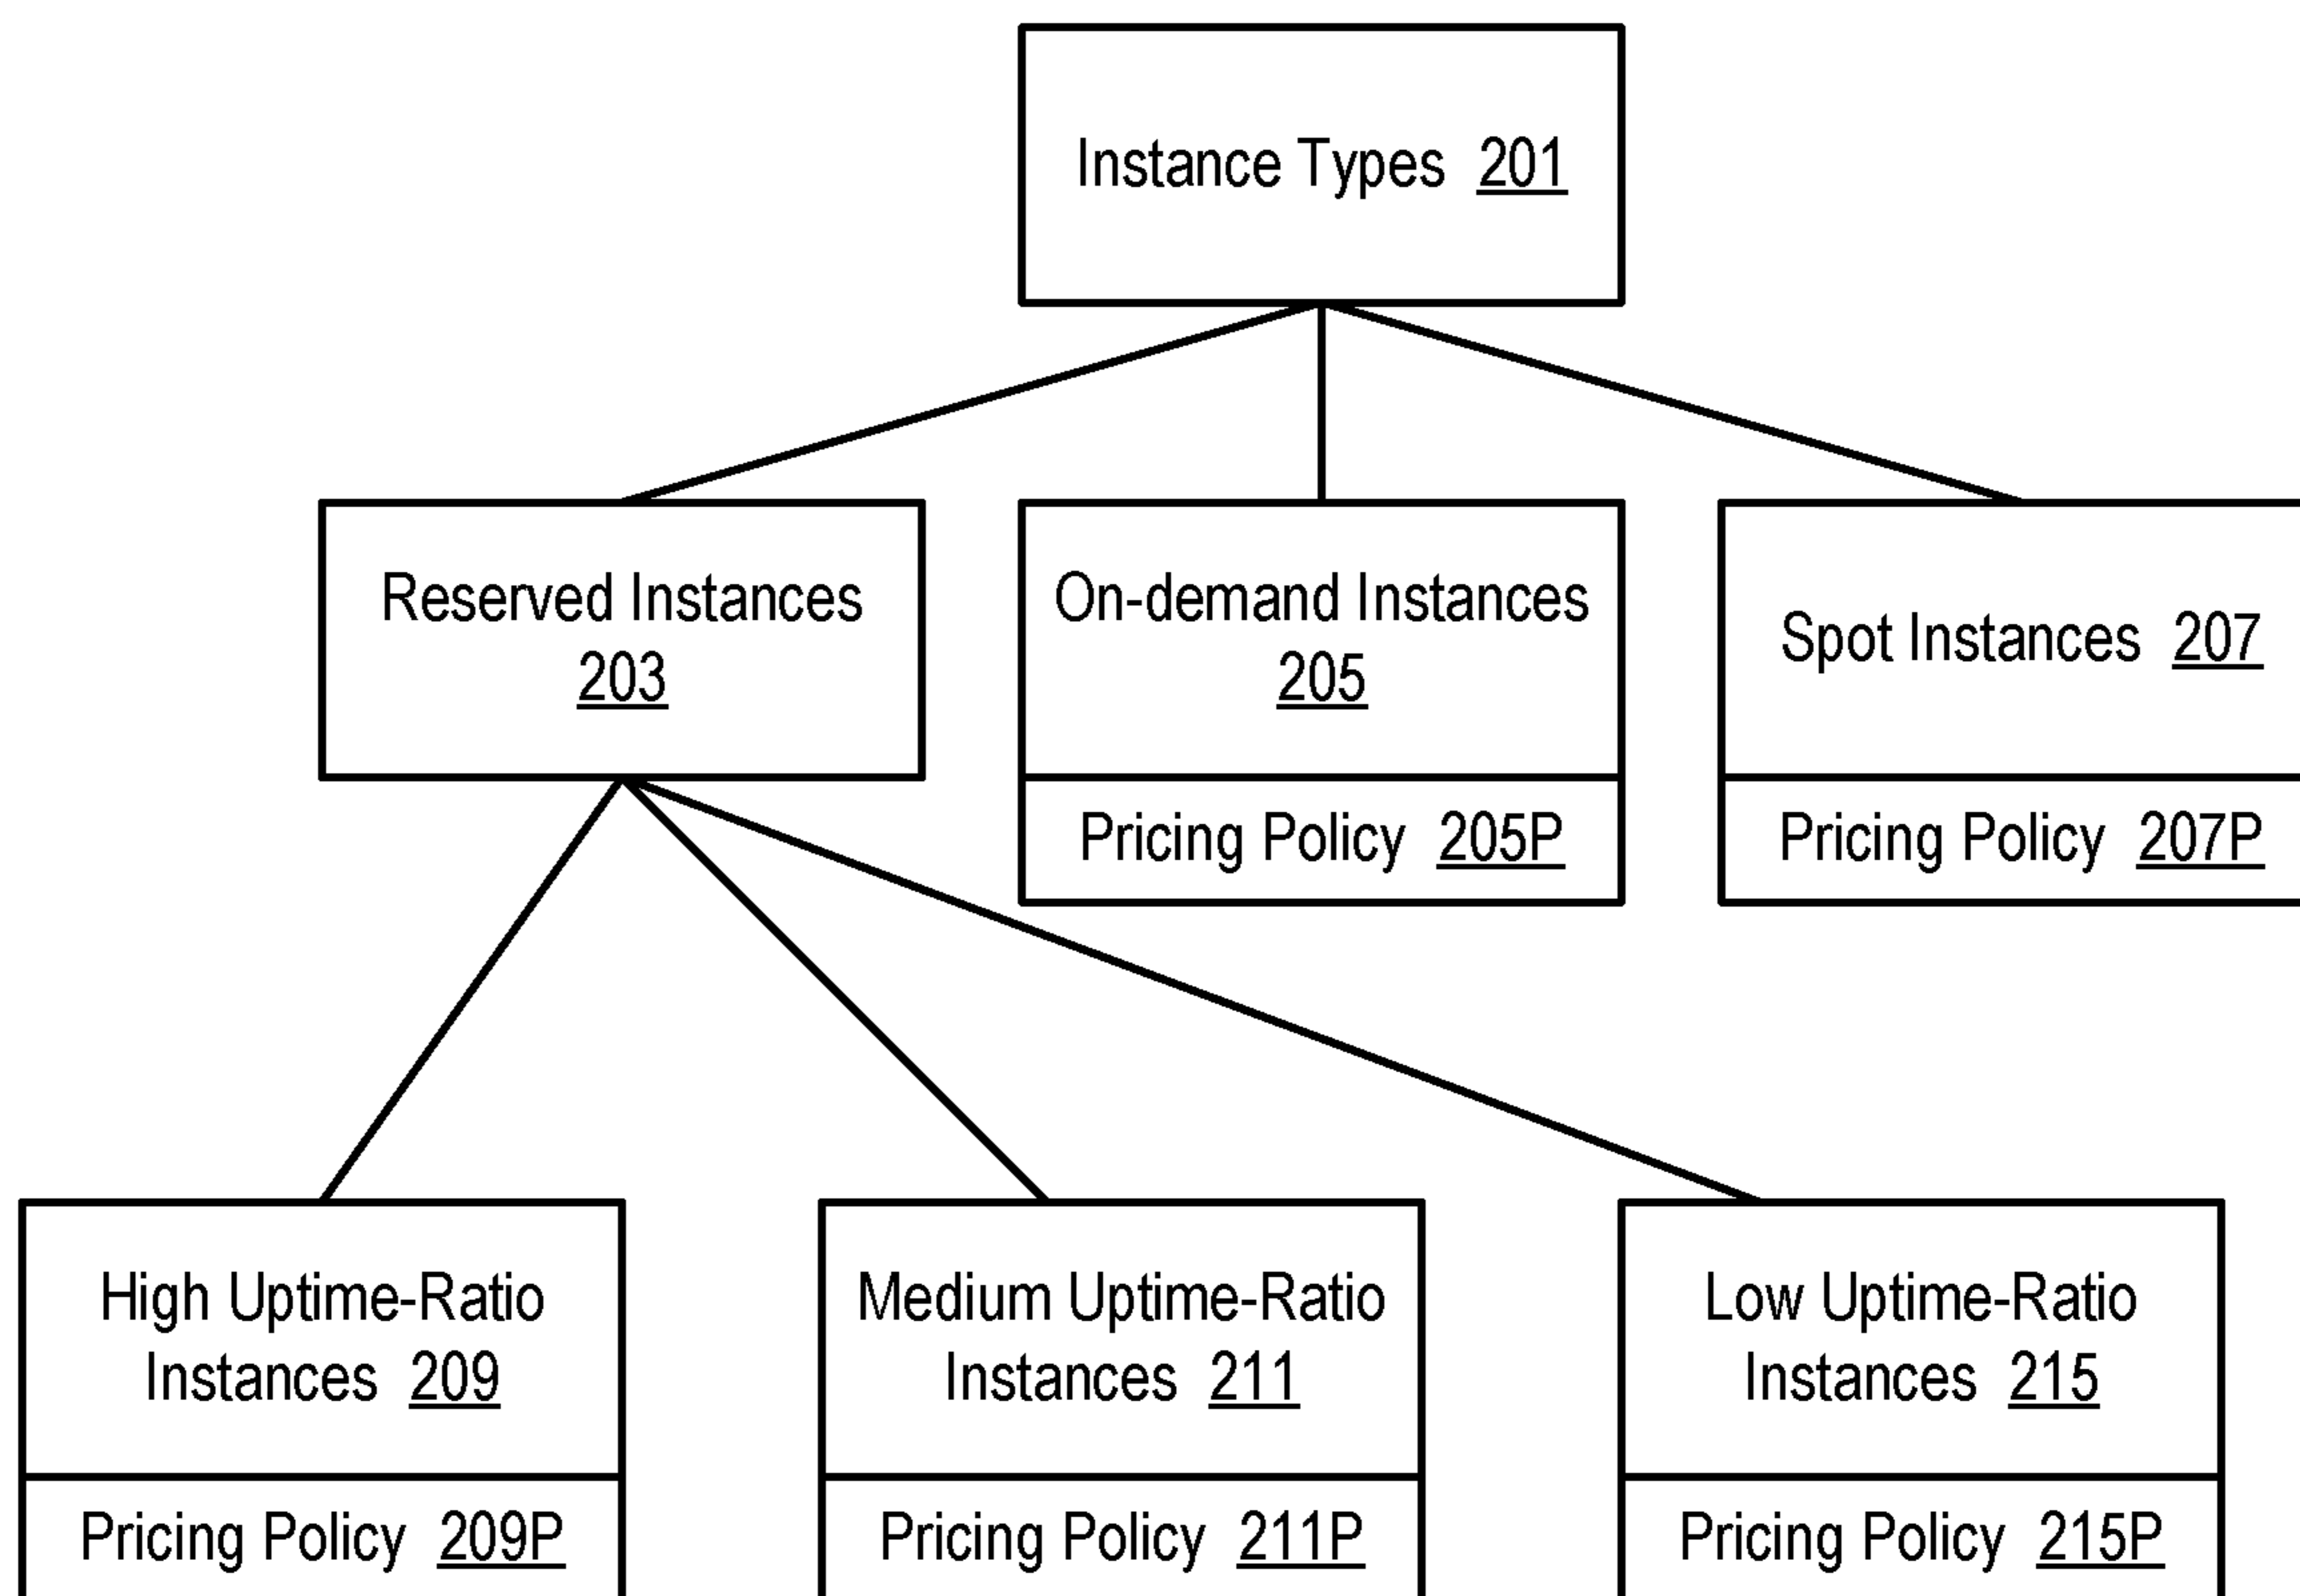 Instance Types 201
Reserved Instances
203
On-demand Instances
205
Pricing Policy 205P
Spot Instances 207
Pricing Policy 207P
High Uptime-Ratio
Instances 209
Pricing Policy 209P
Medium Uptime-Ratio
Instances 211
Pricing Policy 211P
Low Uptime-Ratio
Instances 215
Pricing Policy 215P